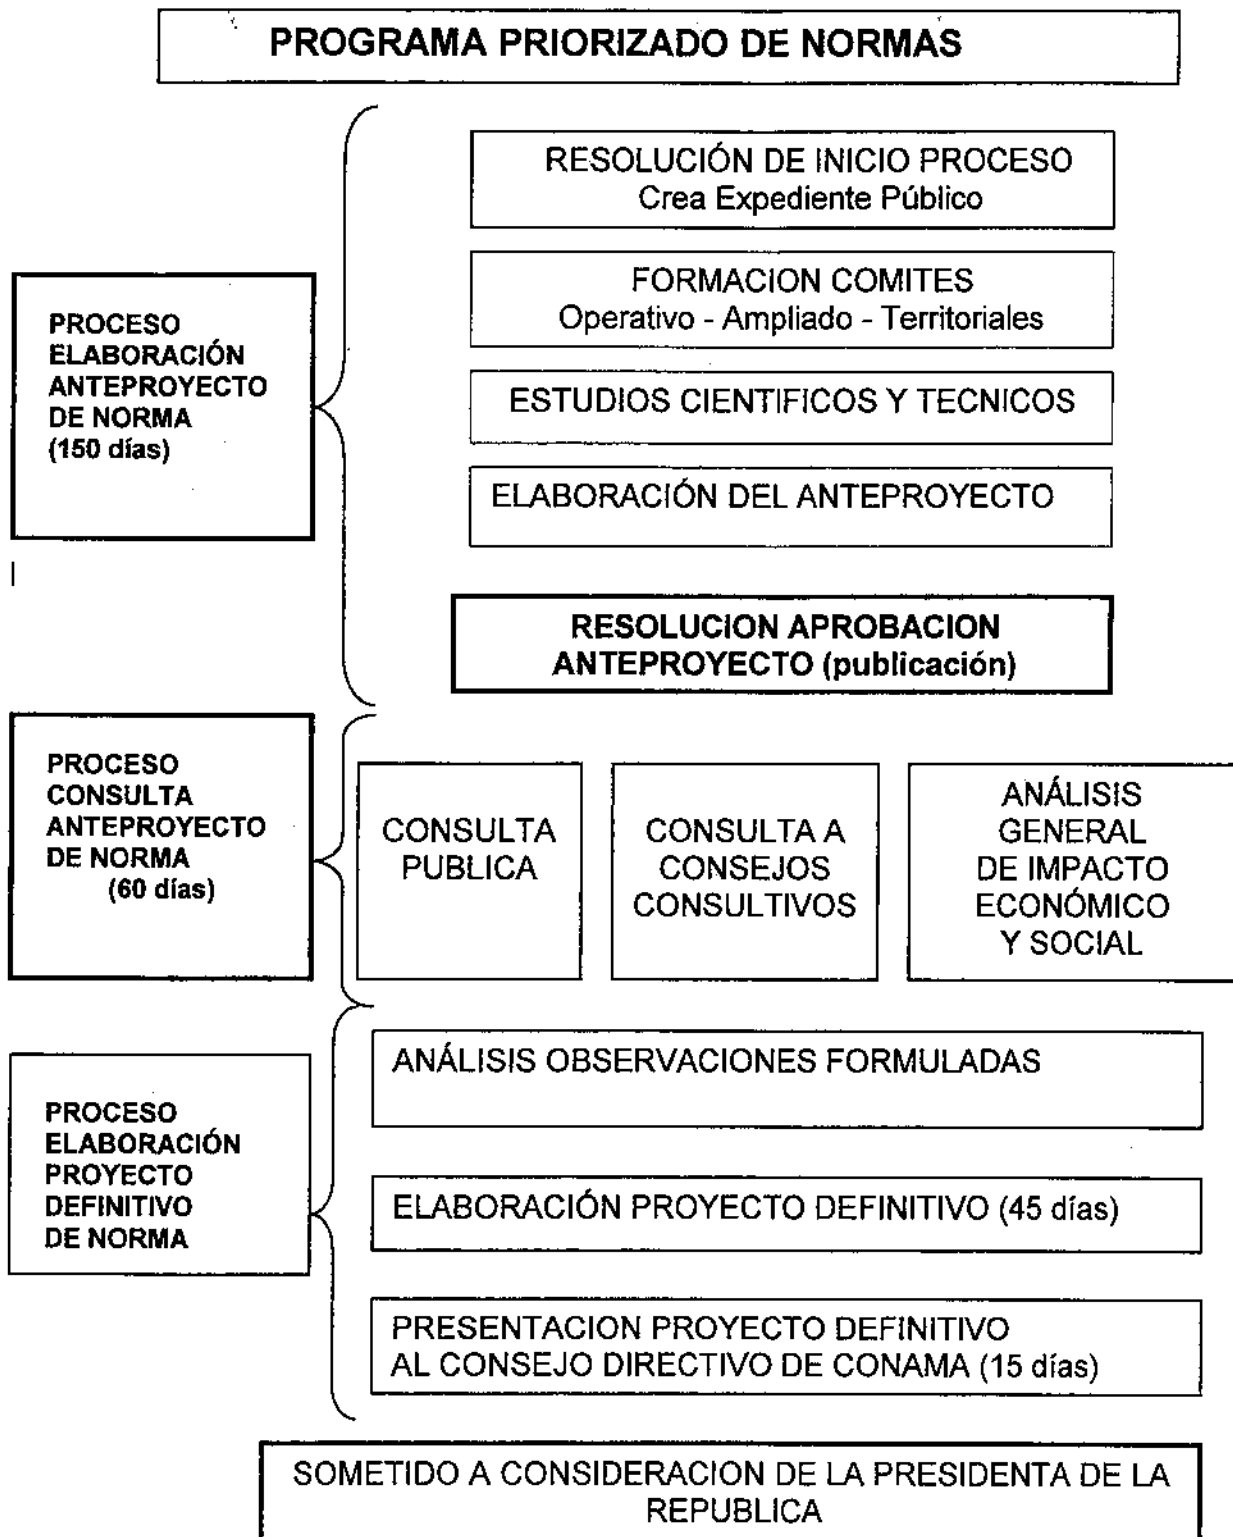 PROGRAMA PRIORIZADO DE NORMAS
RESOLUCIÓN DE INICIO PROCESO
Crea Expediente Público
FORMACION COMITES
Operativo - Ampliado - Territoriales
PROCESO
ELABORACIÓN
ANTEPROYECTO
DE NORMA
(150 días)
ESTUDIOS CIENTIFICOS Y TECNICOS
ELABORACIÓN DEL ANTEPROYECTO
RESOLUCION APROBACION
ANTEPROYECTO (publicación)
PROCESO
CONSULTA
ANTEPROYECTO
DE NORMA
(60 días)
CONSULTA
PUBLICA
CONSULTA A
CONSEJOS
CONSULTIVOS
ANÁLISIS
GENERAL
DE IMPACTO
ECONÓMICO
Y SOCIAL
PROCESO
ELABORACIÓN
PROYECTO
DEFINITIVO
DE NORMA
ANÁLISIS OBSERVACIONES FORMULADAS
ELABORACIÓN PROYECTO DEFINITIVO (45 días)
PRESENTACION PROYECTO DEFINITIVO
AL CONSEJO DIRECTIVO DE CONAMA (15 días)
SOMETIDO A CONSIDERACION DE LA PRESIDENTA DE LA
REPUBLICA